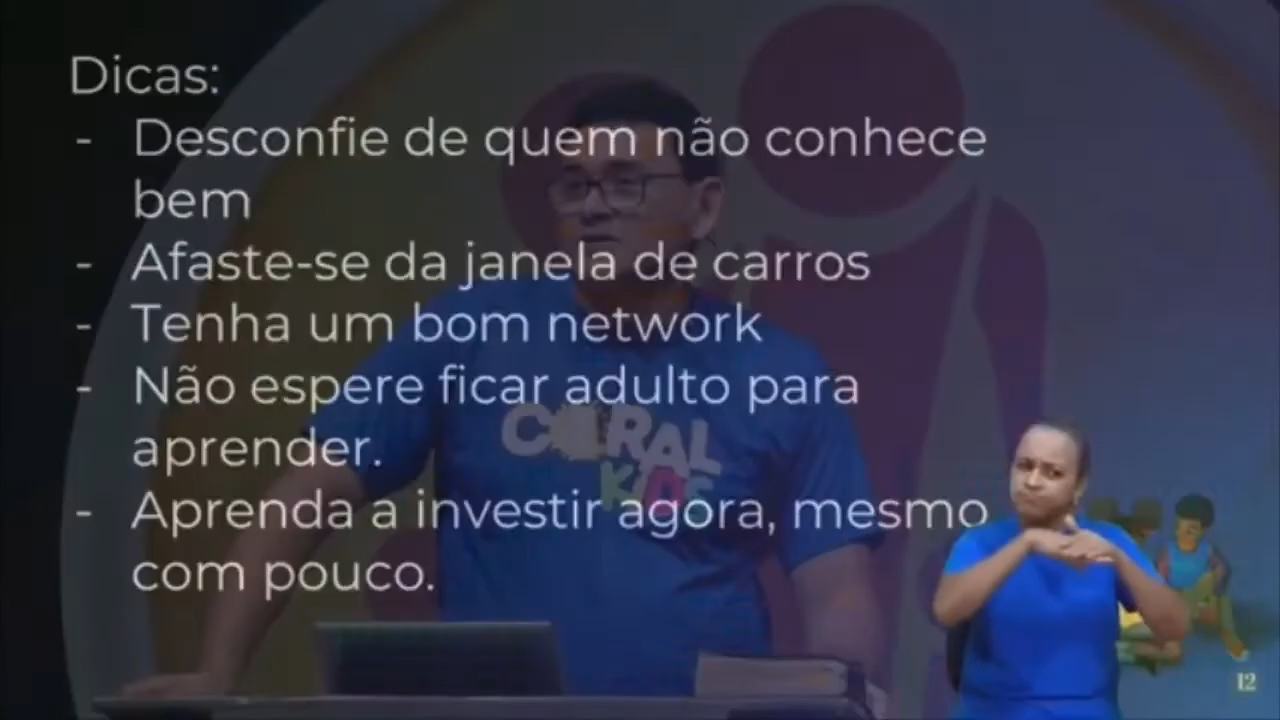 Dicas:
- Desconfie de quem não conhece
bem
- Afaste-se da janela de carros
- Tenha um bom network
- Não espere ficar adulto para
aprender.
- Aprenda a investir agora, mesmo
com pouco.
CORAL
KIDS
12